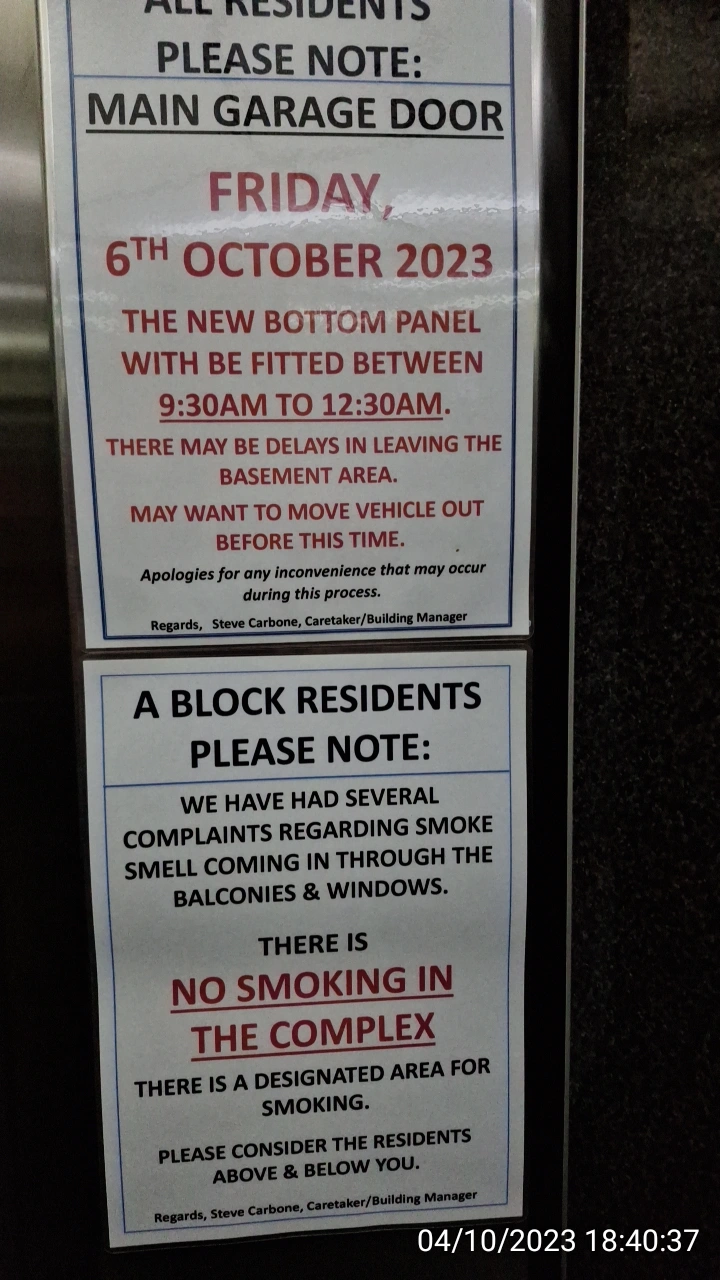 ALL RESIDENTS
PLEASE NOTE:
MAIN GARAGE DOOR
FRIDAY,
6TH OCTOBER 2023
THE NEW BOTTOM PANEL
WITH BE FITTED BETWEEN
9:30AM TO 12:30AM.
THERE MAY BE DELAYS IN LEAVING THE
BASEMENT AREA.
MAY WANT TO MOVE VEHICLE OUT
BEFORE THIS TIME.
Apologies for any inconvenience that may occur
during this process.
Regards, Steve Carbone, Caretaker/Building Manager
A BLOCK RESIDENTS
PLEASE NOTE:
WE HAVE HAD SEVERAL
COMPLAINTS REGARDING SMOKE
SMELL COMING IN THROUGH THE
BALCONIES & WINDOWS.
THERE IS
NO SMOKING IN
THE COMPLEX
THERE IS A DESIGNATED AREA FOR
SMOKING.
PLEASE CONSIDER THE RESIDENTS
ABOVE & BELOW YOU.
Regards, Steve Carbone, Caretaker/Building Manager
04/10/2023 18:40:37